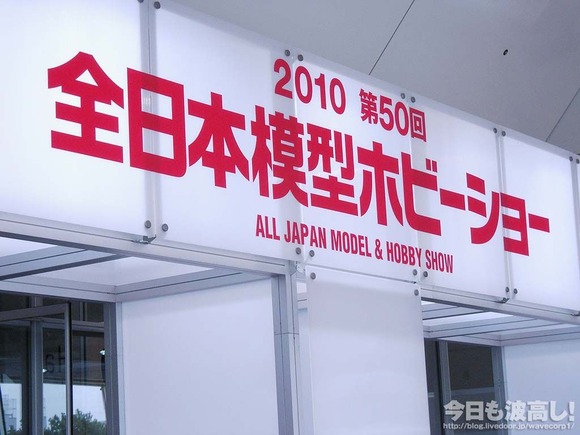 2010 第50回
全日本模型ホビーショー
ALL JAPAN MODEL & HOBBY SHOW
今日も波高し!
http://blog.livedoor.jp/wavecorp1/